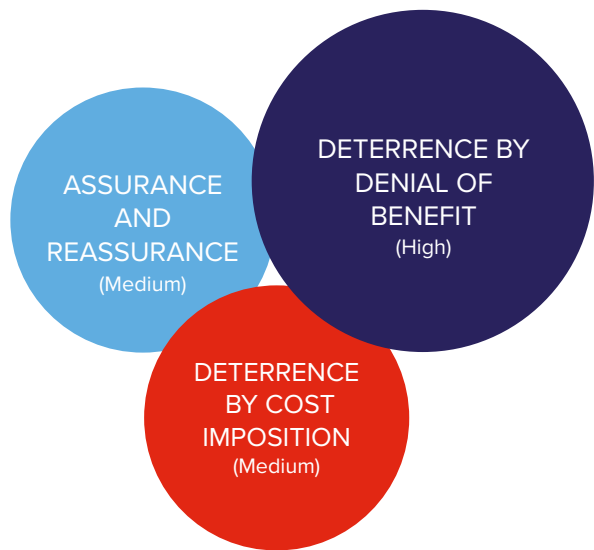 ASSURANCE
AND
REASSURANCE
(Medium)
DETERRENCE BY
DENIAL OF
BENEFIT
(High)
DETERRENCE
BY COST
IMPOSITION
(Medium)